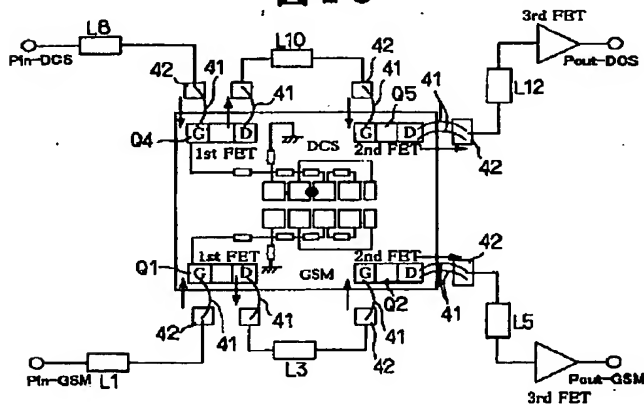 3rd FET
L8
L10
Pin-DCS
Pout-DCS
42
41
41
42
41
41
L12
Q5
G
D
DCS
G
D
42
Q4
1st FET
2nd FET
1st FET
2nd FET
42
Q1
G
D
GSM
G
D
41
Q2
42
41
41
41
42
L5
L3
Pin-GSM
L1
Pout-GSM
3rd FET